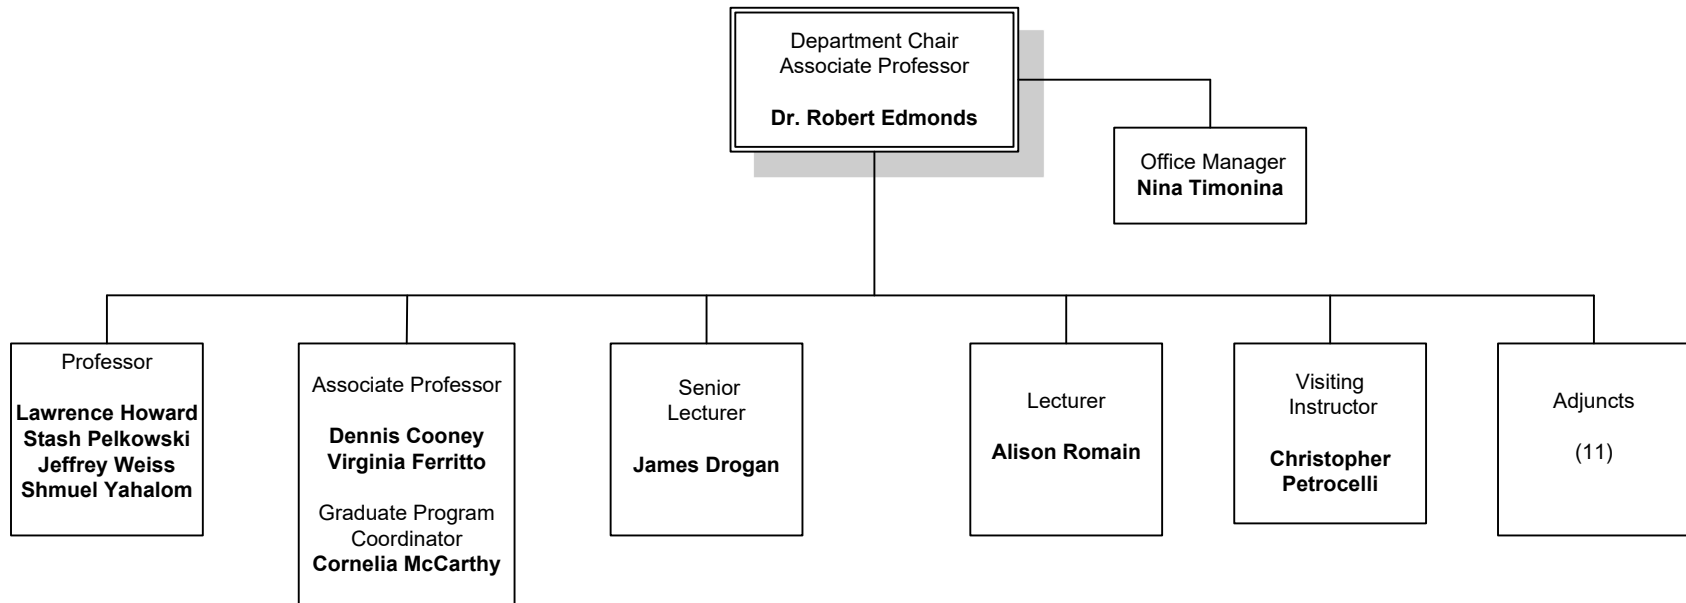 Department Chair
Associate Professor
Dr. Robert Edmonds
Office Manager
Nina Timonina
Professor
Lawrence Howard
Stash Pelkowski
Jeffrey Weiss
Shmuel Yahalom
Associate Professor
Dennis Cooney
Virginia Ferritto
Graduate Program
Coordinator
Cornelia McCarthy
Senior
Lecturer
James Drogan
Lecturer
Alison Romain
Visiting
Instructor
Christopher
Petrocelli
Adjuncts
(11)